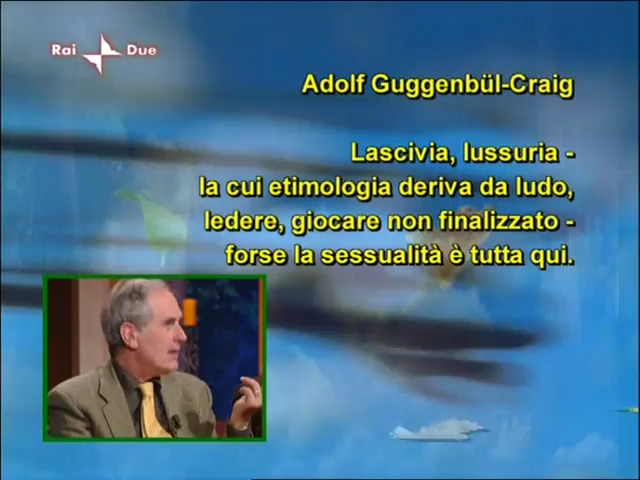 Rai Due
Adolf Guggenbül-Craig
Lascivia, lussuria -
la cui etimologia deriva da ludo,
ledere, giocare non finalizzato -
forse la sessualità è tutta qui.